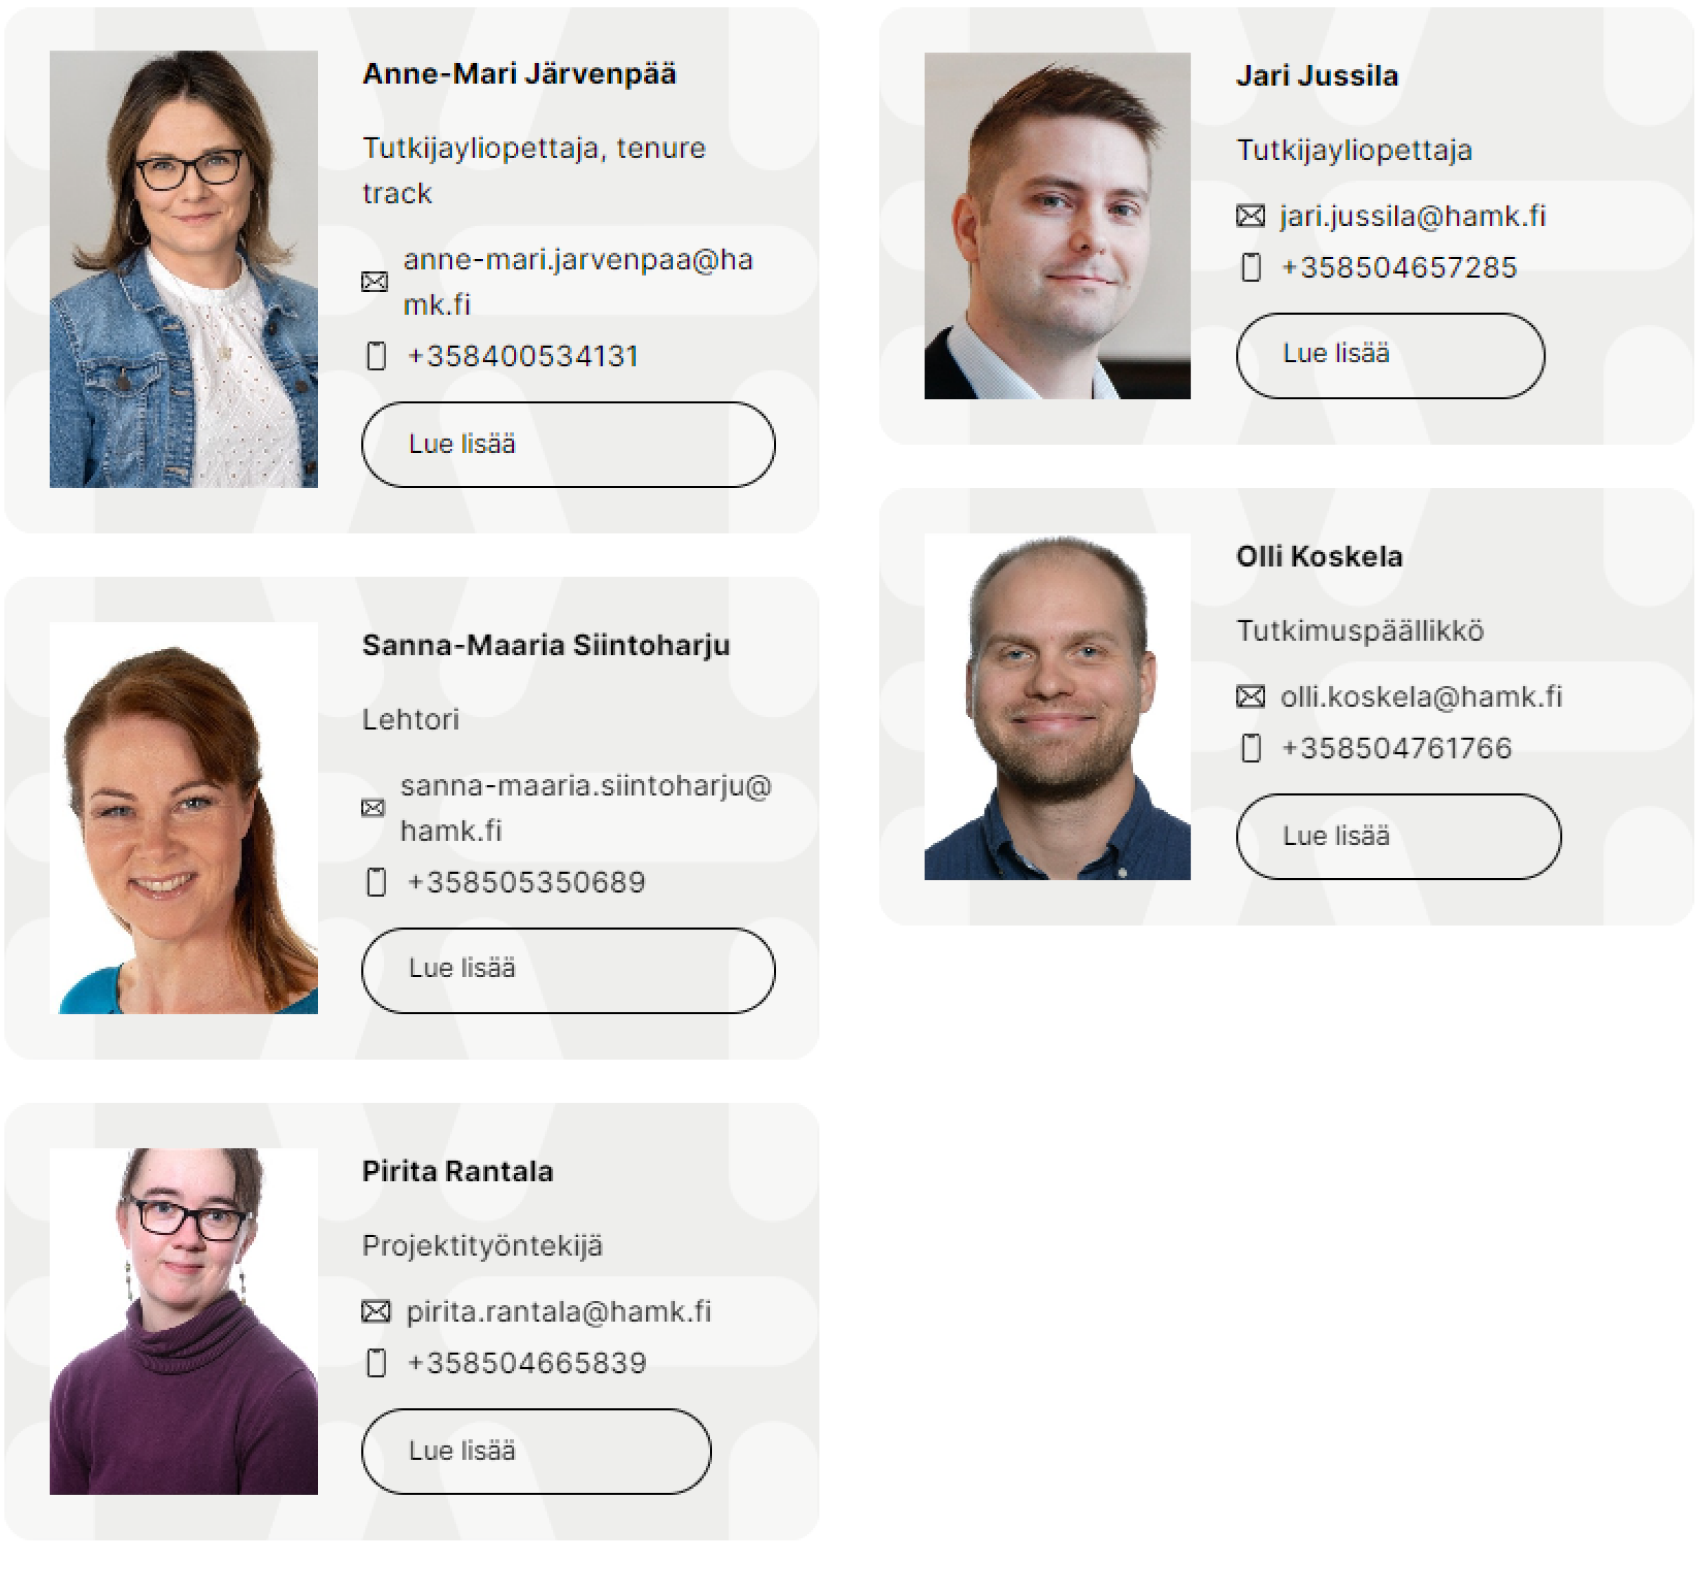 Anne-Mari Järvenpää
Tutkijayliopettaja, tenure
track
anne-mari.jarvenpaa@ha
mk.fi
+358400534131
Lue lisää
Jari Jussila
Tutkijayliopettaja
jari.jussila@hamk.fi
+358504657285
Lue lisää
Sanna-Maaria Siintoharju
Lehtori
sanna-maaria.siintoharju@
hamk.fi
+358505350689
Lue lisää
Olli Koskela
Tutkimuspäällikkö
olli.koskela@hamk.fi
+358504761766
Lue lisää
Pirita Rantala
Projektityöntekijä
pirita.rantala@hamk.fi
+358504665839
Lue lisää